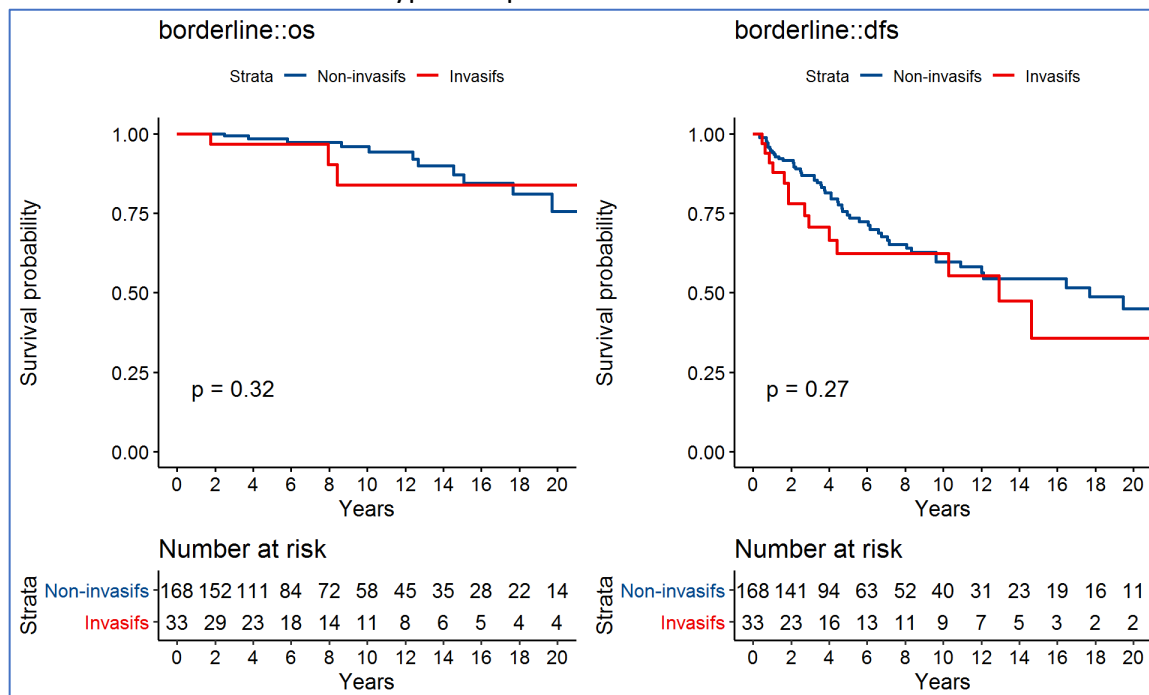 borderline::os
Strata Non-invasifs Invasifs
Survival probability
1.00
0.75
0.50
0.25
0.00
p = 0.32
0 2 4 6 8 10 12 14 16 18 20
Years
Number at risk
Strata
Non-invasifs 168 152 111 84 72 58 45 35 28 22 14
Invasifs 33 29 23 18 14 11 8 6 5 4 4
0 2 4 6 8 10 12 14 16 18 20
Years
borderline::dfs
Strata Non-invasifs Invasifs
Survival probability
1.00
0.75
0.50
0.25
0.00
p = 0.27
0 2 4 6 8 10 12 14 16 18 20
Years
Number at risk
Strata
Non-invasifs 168 141 94 63 52 40 31 23 19 16 11
Invasifs 33 23 16 13 11 9 7 5 3 2 2
0 2 4 6 8 10 12 14 16 18 20
Years